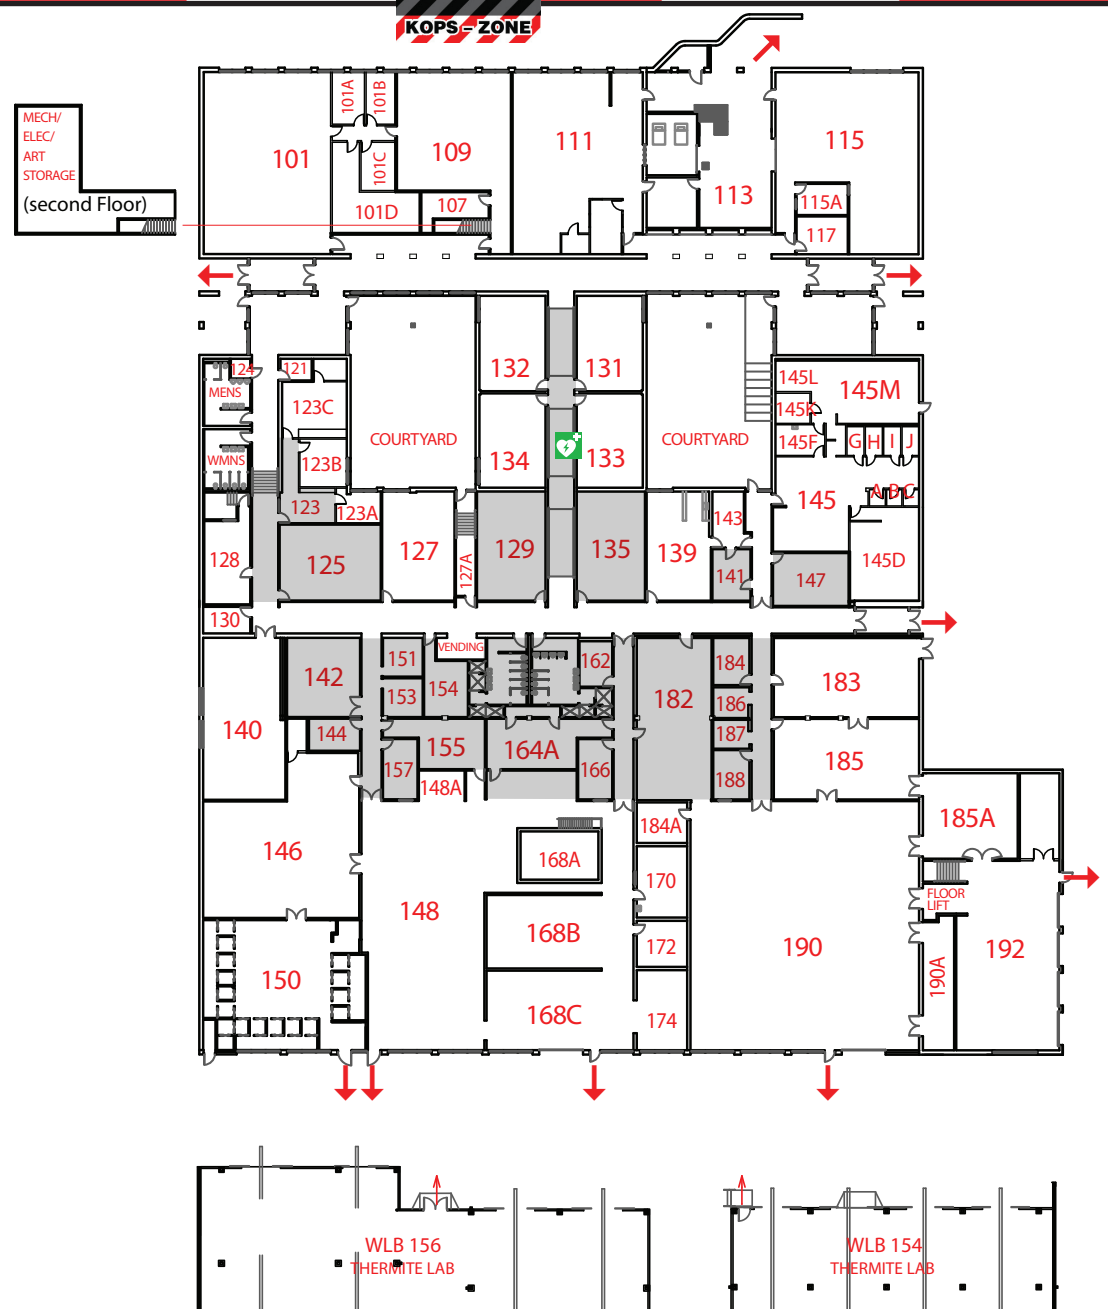 KOPS - ZONE
MECH/
ELEC/
ART
STORAGE
(second Floor)
101
101A
101B
101C
101D
109
107
111
113
115
115A
117
124
MENS
WMNS
121
123C
123B
123
123A
COURTYARD
132
131
134
133
COURTYARD
145L
145M
145K
145F
G H I J
A B C
145
145D
128
125
127
127A
129
135
139
143
141
147
130
142
144
140
151
153
VENDING
154
162
155
164A
157
148A
166
182
184
186
187
188
183
185
146
148
150
168A
168B
168C
184A
170
172
174
190
185A
FLOOR
LIFT
190A
192
WLB 156
THERMITE LAB
WLB 154
THERMITE LAB